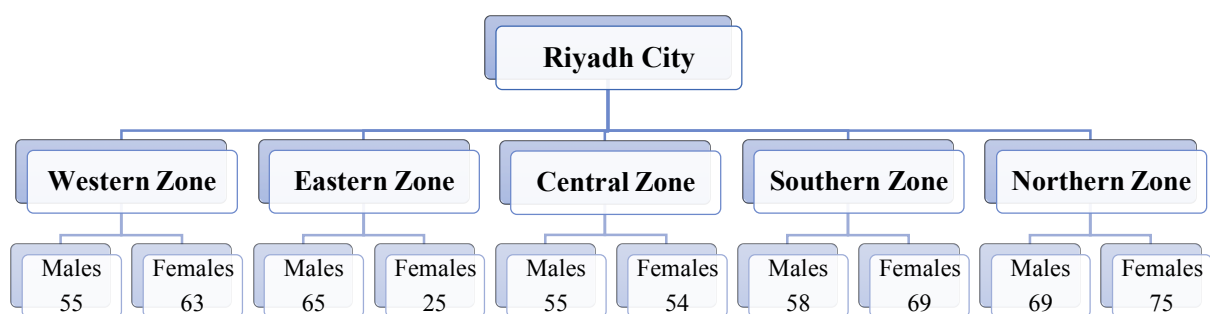 Riyadh City
Western Zone
Eastern Zone
Central Zone
Southern Zone
Northern Zone
Males
55
Females
63
Males
65
Females
25
Males
55
Females
54
Males
58
Females
69
Males
69
Females
75